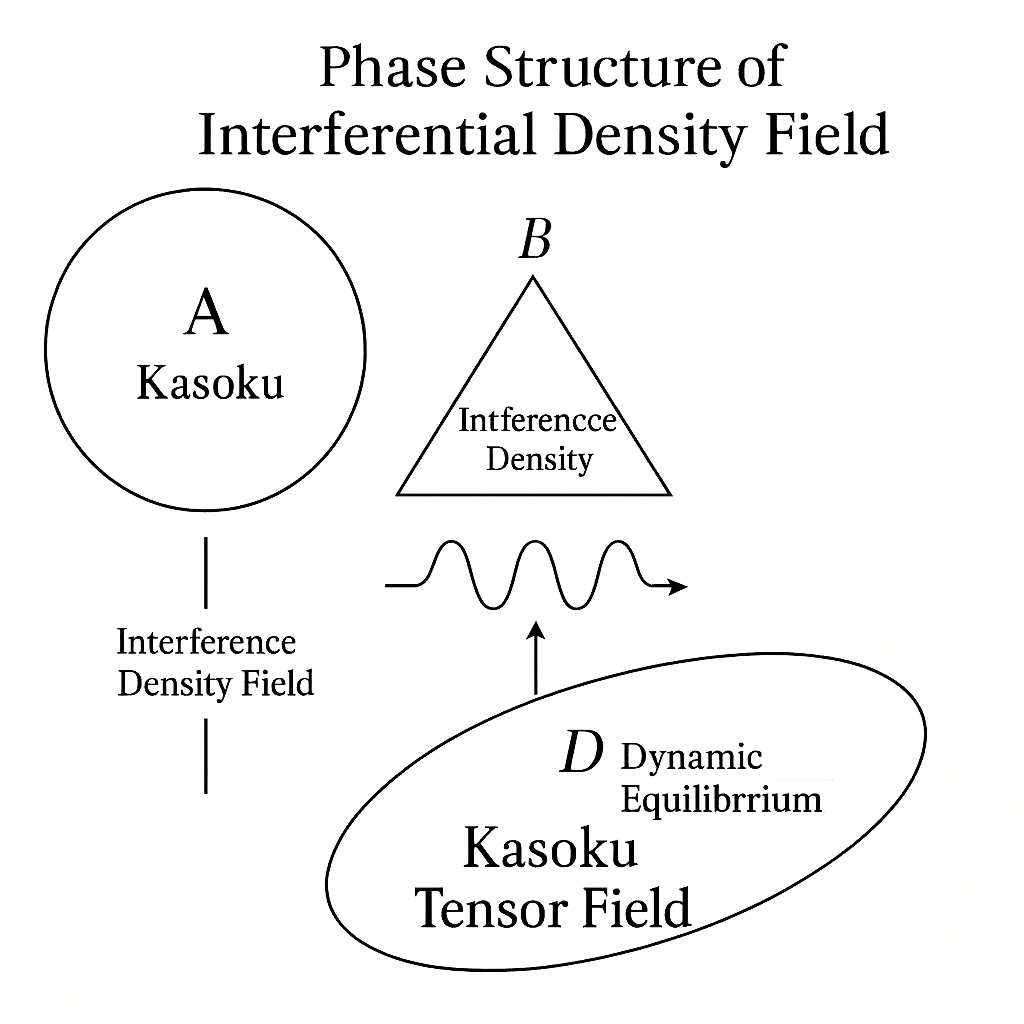 Phase Structure of
Interferential Density Field
A
Kasoku
B
Intferencce
Density
Interference
Density Field
D Dynamic
Equilibrrium
Kasoku
Tensor Field